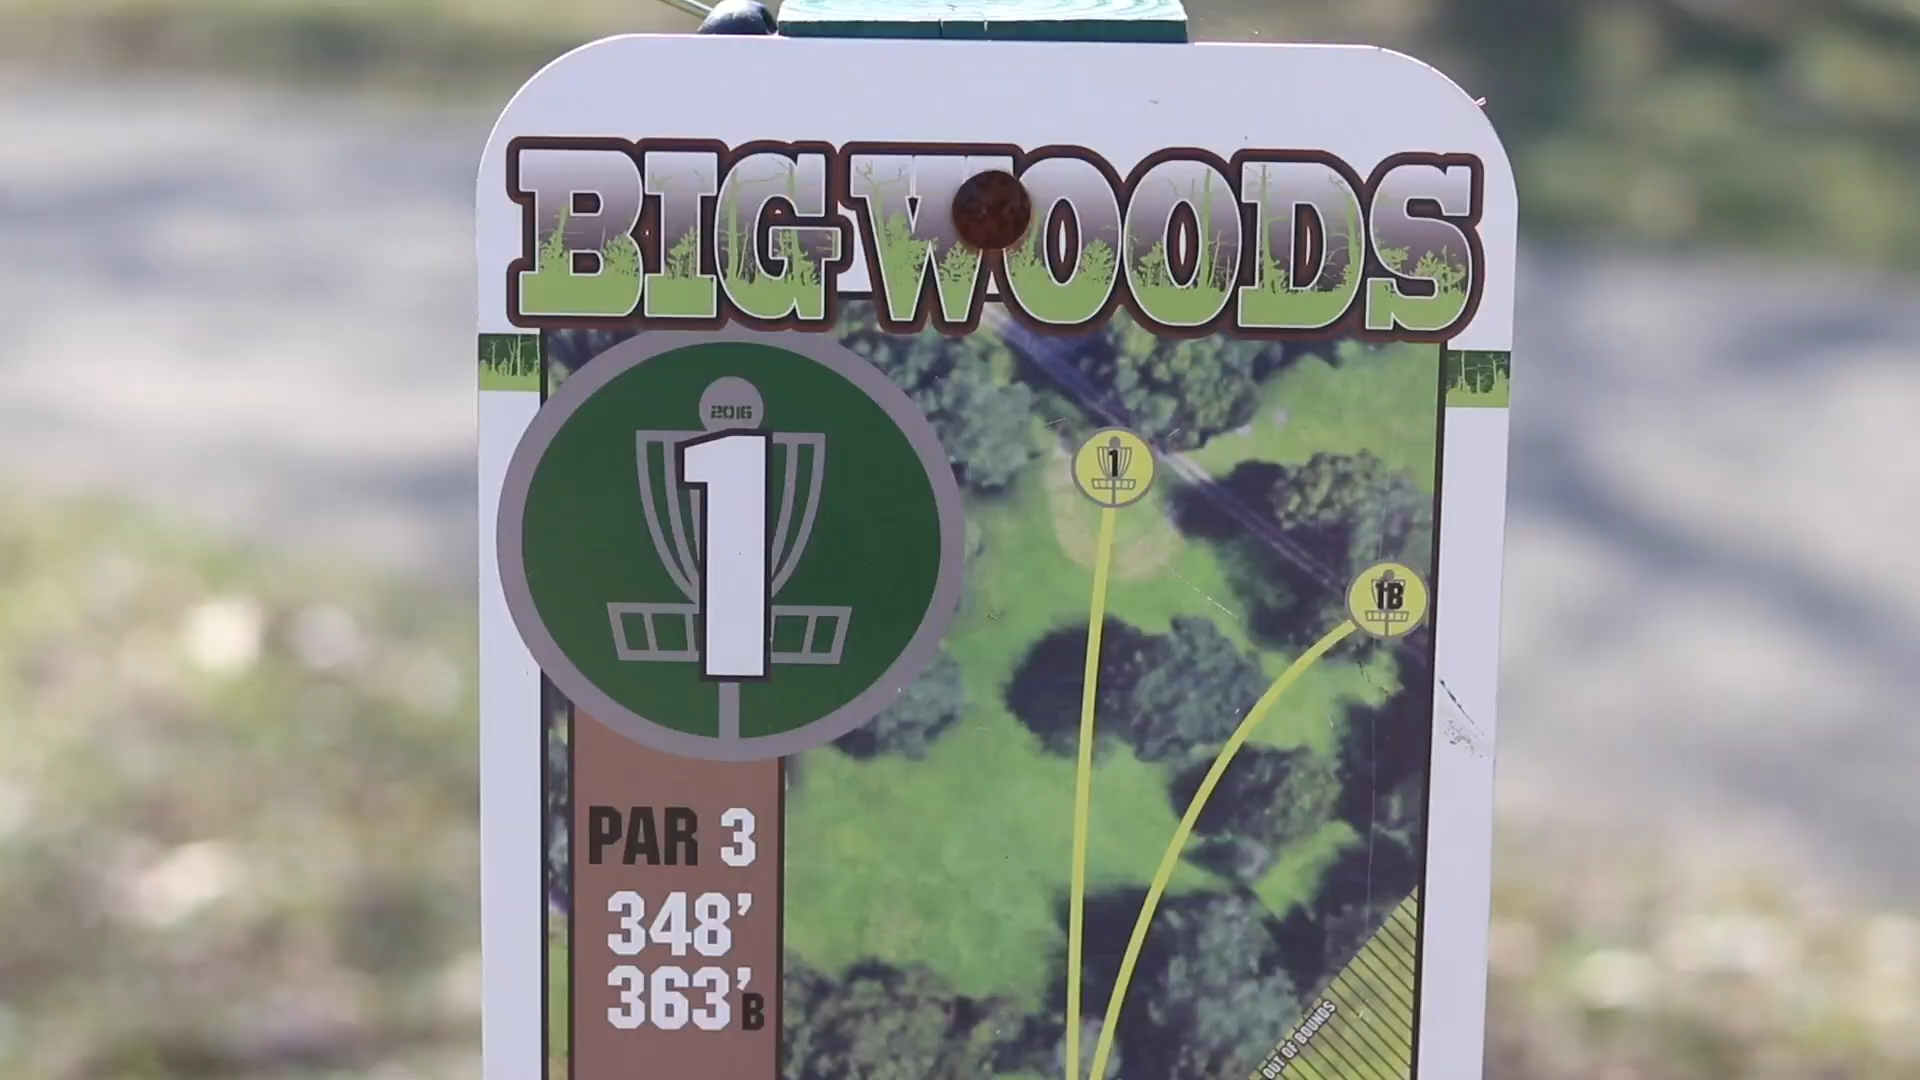 BIG WOODS
2016
1
1
1B
PAR 3
348'
363'B
OUT OF BOUNDS